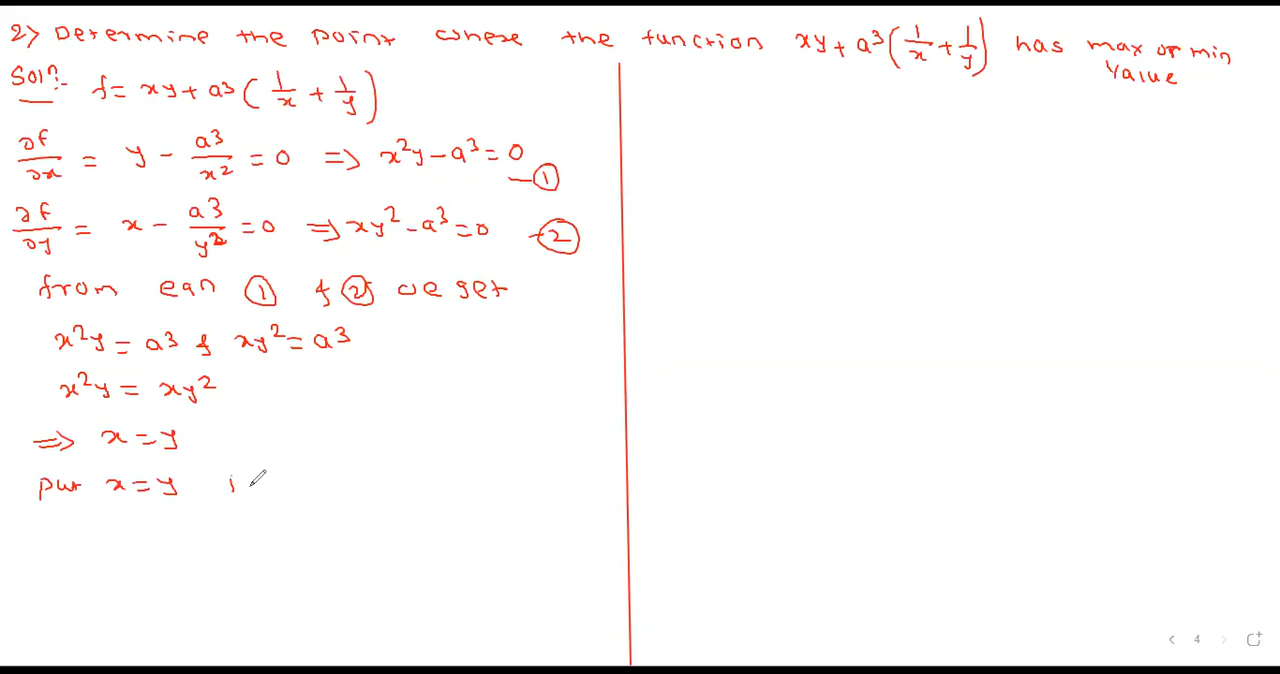 2) Determine the point where the function xy + a³(1/x + 1/y) has max or min
value
Solⁿ:- f = xy + a³(1/x + 1/y)
∂f/∂x = y - a³/x² = 0 ⇒ x²y - a³ = 0 —①
∂f/∂y = x - a³/y² = 0 ⇒ xy² - a³ = 0 —②
from eqn ① & ② we get
x²y = a³ & xy² = a³
x²y = xy²
⇒ x = y
put x = y i
4